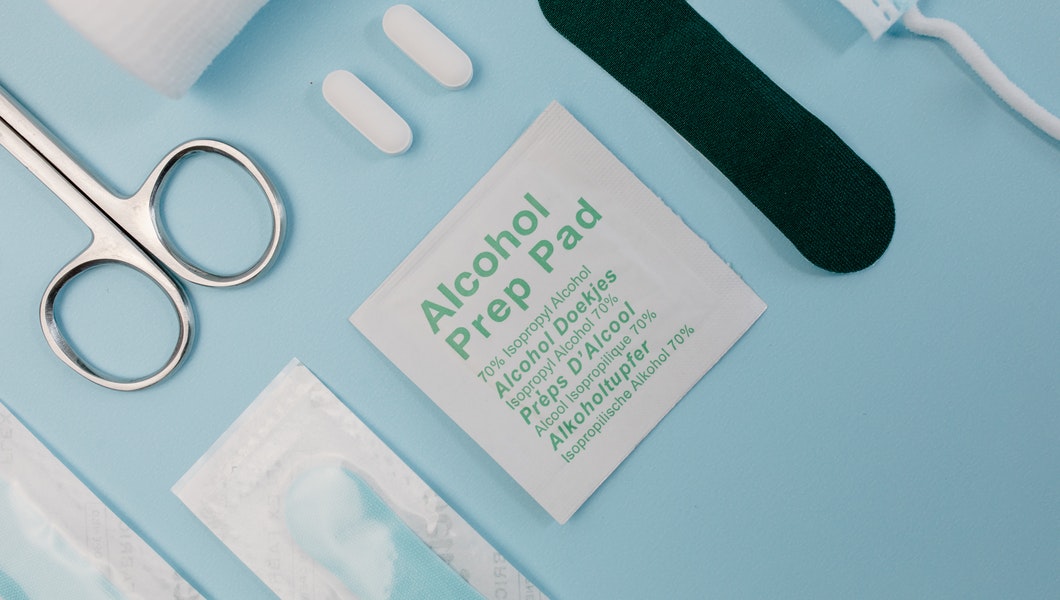 Alcohol
Prep Pad
70% Isopropyl Alcohol
Alcohol Doekjes
Isopropyl Alcohol 70%
Préps D'Alcool
Alcool Isopropilique 70%
Alkoholtupfer
Isopropilische Alkohol 70%